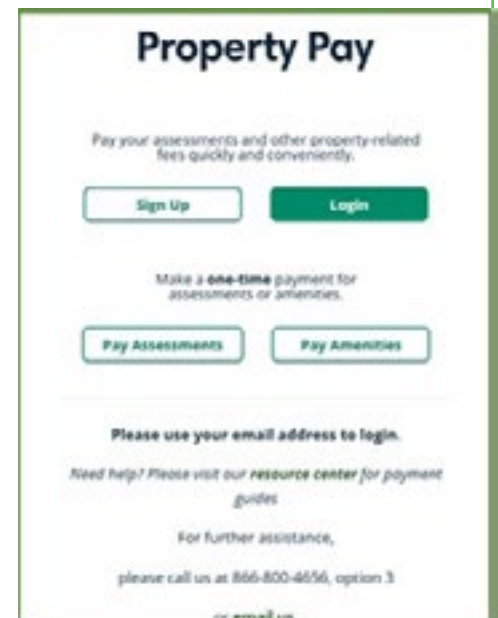 Property Pay
Pay your assessments and other property-related
fees quickly and conveniently.
Sign Up
Login
Make a one-time payment for
assessments or amenities.
Pay Assessments
Pay Amenities
Please use your email address to login.
Need help? Please visit our resource center for payment
guides
For further assistance,
please call us at 866-800-4656, option 3
or email us